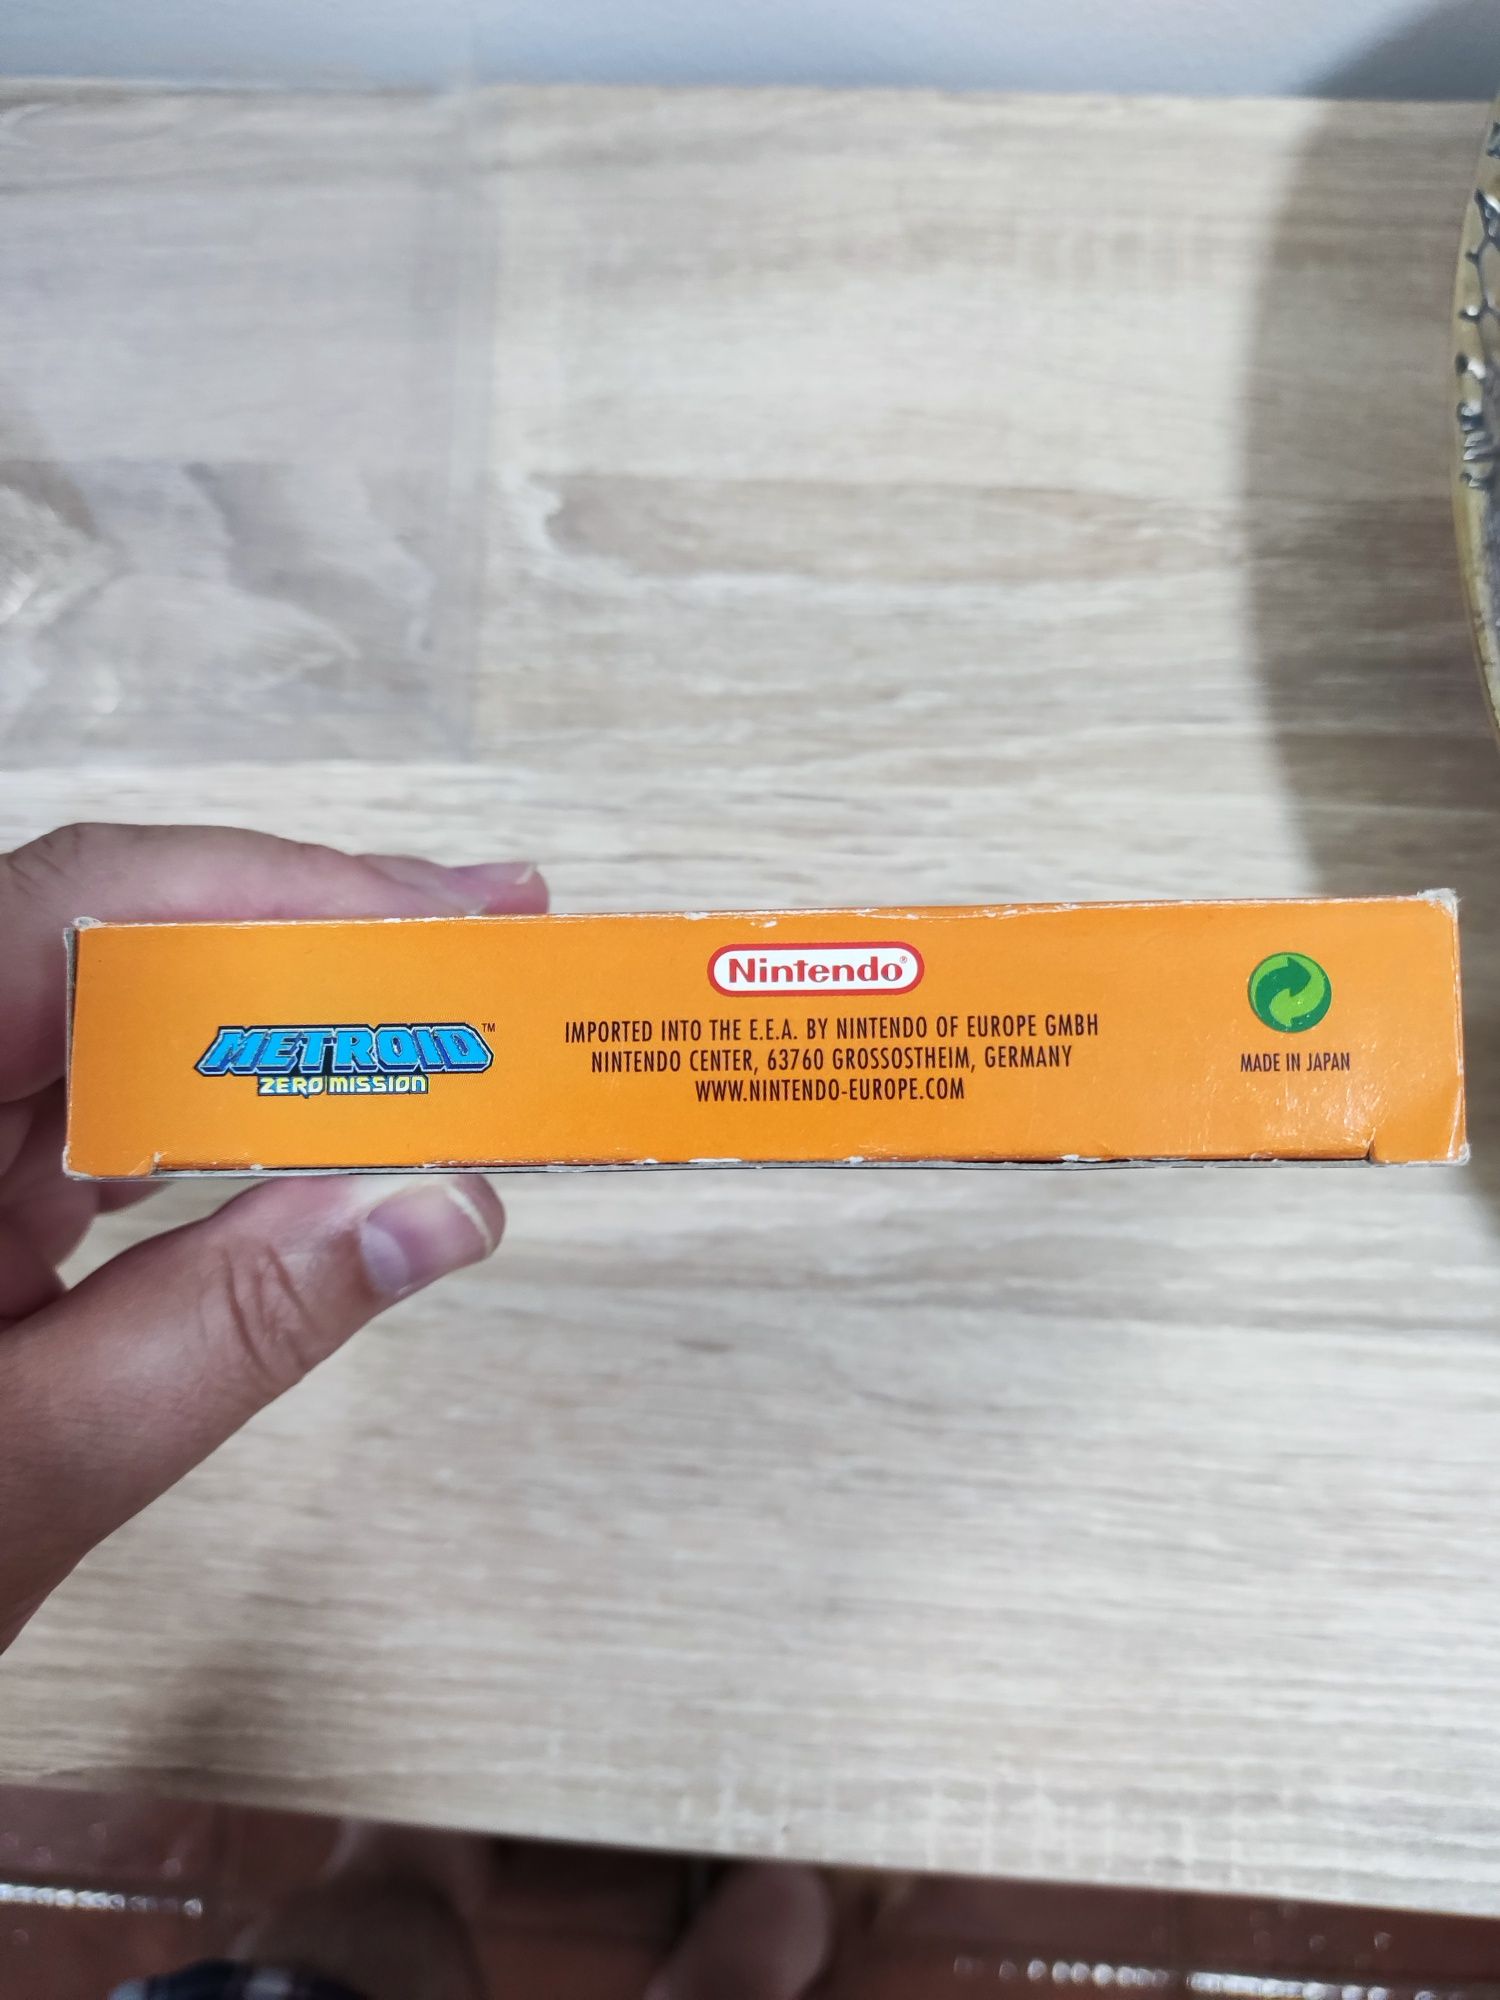 Nintendo®
METROID™
ZERO MISSION
IMPORTED INTO THE E.E.A. BY NINTENDO OF EUROPE GMBH
NINTENDO CENTER, 63760 GROSSOSTHEIM, GERMANY
WWW.NINTENDO-EUROPE.COM
MADE IN JAPAN